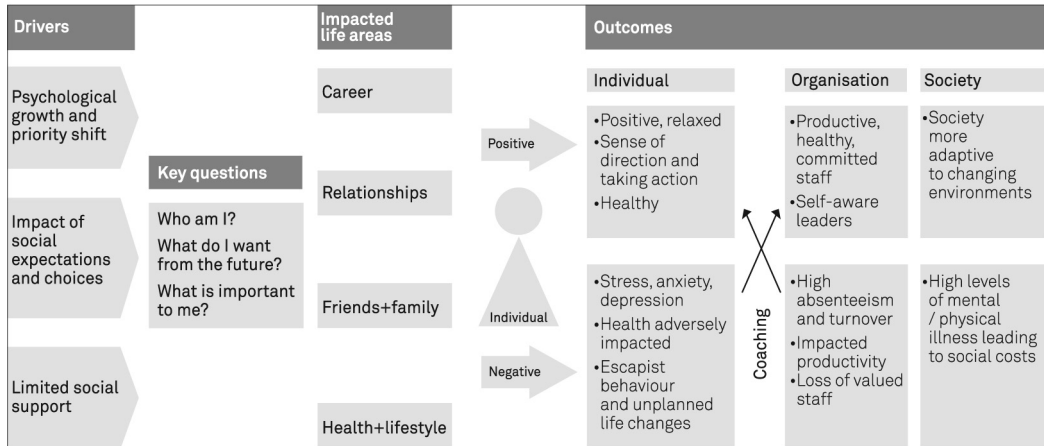 Drivers
Psychological
growth and
priority shift
Impact of
social
expectations
and choices
Limited social
support
Key questions
Who am I?
What do I want
from the future?
What is important
to me?
Impacted
life areas
Career
Relationships
Friends+family
Health+lifestyle
Positive
Individual
Negative
Outcomes
Individual
•Positive, relaxed
•Sense of
direction and
taking action
•Healthy
•Stress, anxiety,
depression
•Health adversely
impacted
•Escapist
behaviour
and unplanned
life changes
Coaching
Organisation
•Productive,
healthy,
committed
staff
•Self-aware
leaders
•High
absenteeism
and turnover
•Impacted
productivity
•Loss of valued
staff
Society
•Society
more
adaptive
to changing
environments
•High levels
of mental
/ physical
illness leading
to social costs